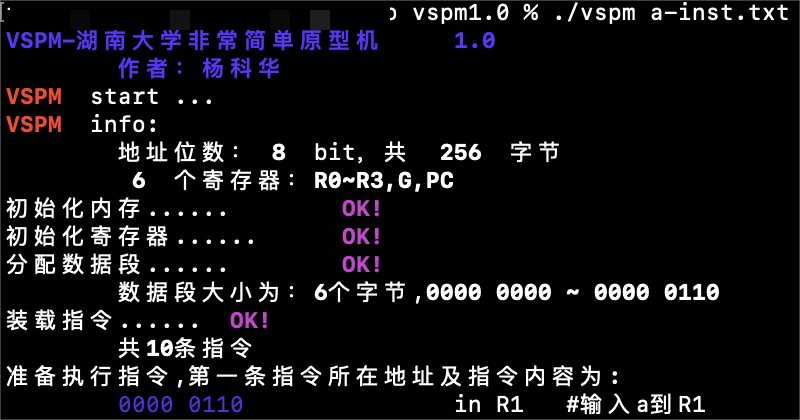 vspm1.0 % ./vspm a-inst.txt
VSPM-湖南大学非常简单原型机 1.0
作者：杨科华
VSPM start ...
VSPM info:
地址位数： 8 bit, 共 256 字节
6 个寄存器：R0~R3,G,PC
初始化内存...... OK!
初始化寄存器...... OK!
分配数据段...... OK!
数据段大小为：6个字节,0000 0000 ~ 0000 0110
装载指令...... OK!
共10条指令
准备执行指令,第一条指令所在地址及指令内容为:
0000 0110 in R1 #输入a到R1